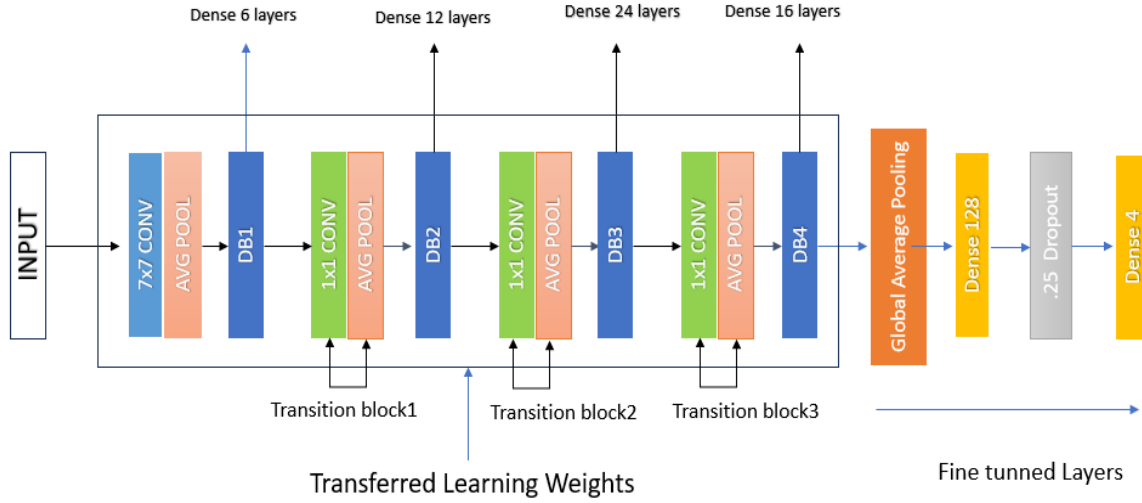 Dense 6 layers
Dense 12 layers
Dense 24 layers
Dense 16 layers
INPUT
7x7 CONV
AVG POOL
DB1
1x1 CONV
AVG POOL
DB2
1x1 CONV
AVG POOL
DB3
1x1 CONV
AVG POOL
DB4
Global Average Pooling
Dense 128
.25 Dropout
Dense 4
Transition block1
Transition block2
Transition block3
Transferred Learning Weights
Fine tunned Layers